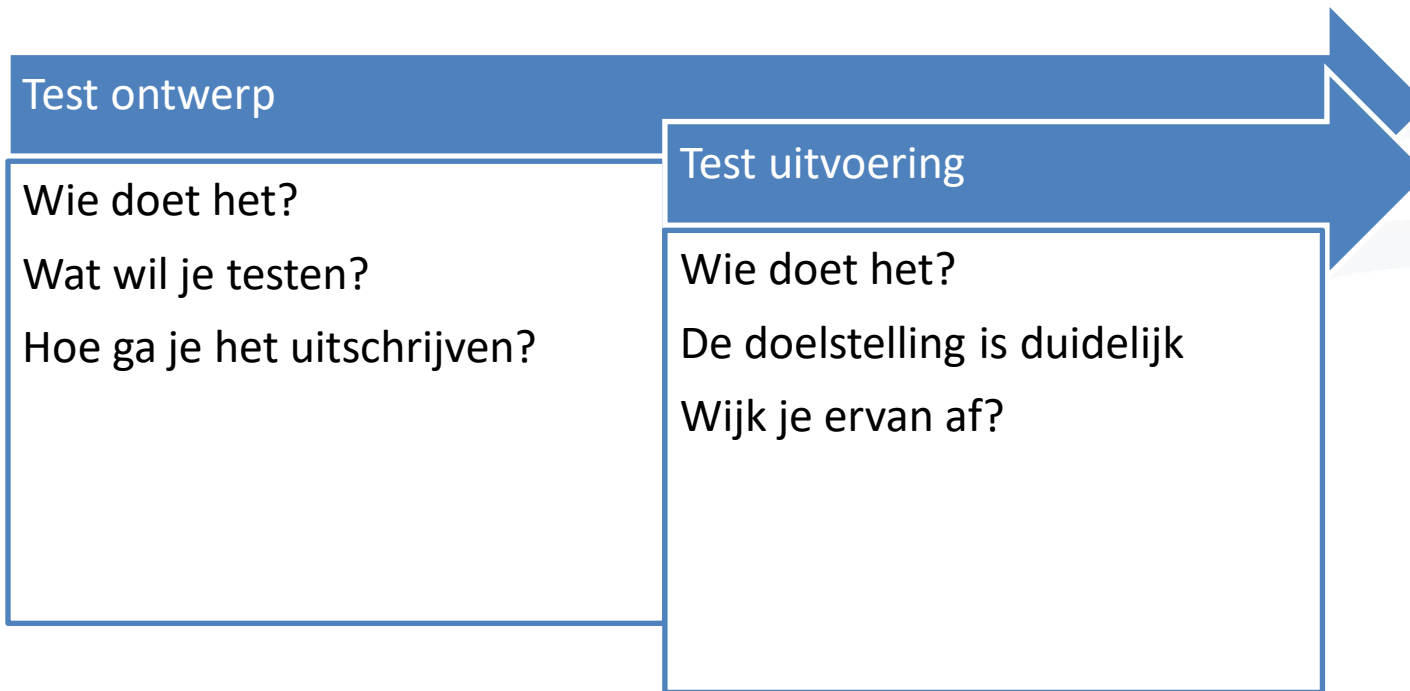 Test ontwerp
Wie doet het?
Wat wil je testen?
Hoe ga je het uitschrijven?
Test uitvoering
Wie doet het?
De doelstelling is duidelijk
Wijk je ervan af?